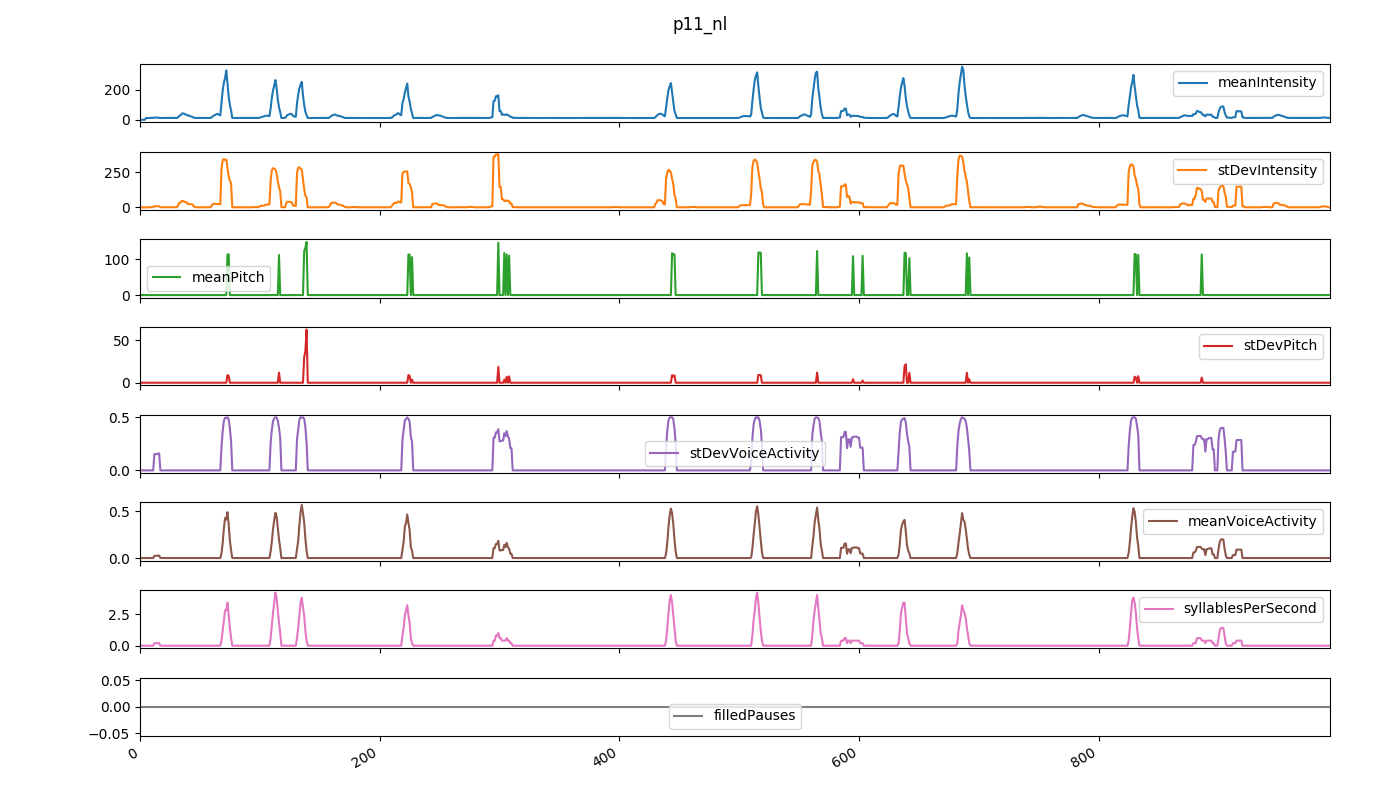 p11_nl
200
0
meanIntensity
250
0
stDevIntensity
100
0
meanPitch
50
0
stDevPitch
0.5
0.0
stDevVoiceActivity
0.5
0.0
meanVoiceActivity
2.5
0.0
syllablesPerSecond
0.05
0.00
−0.05
filledPauses
0 200 400 600 800